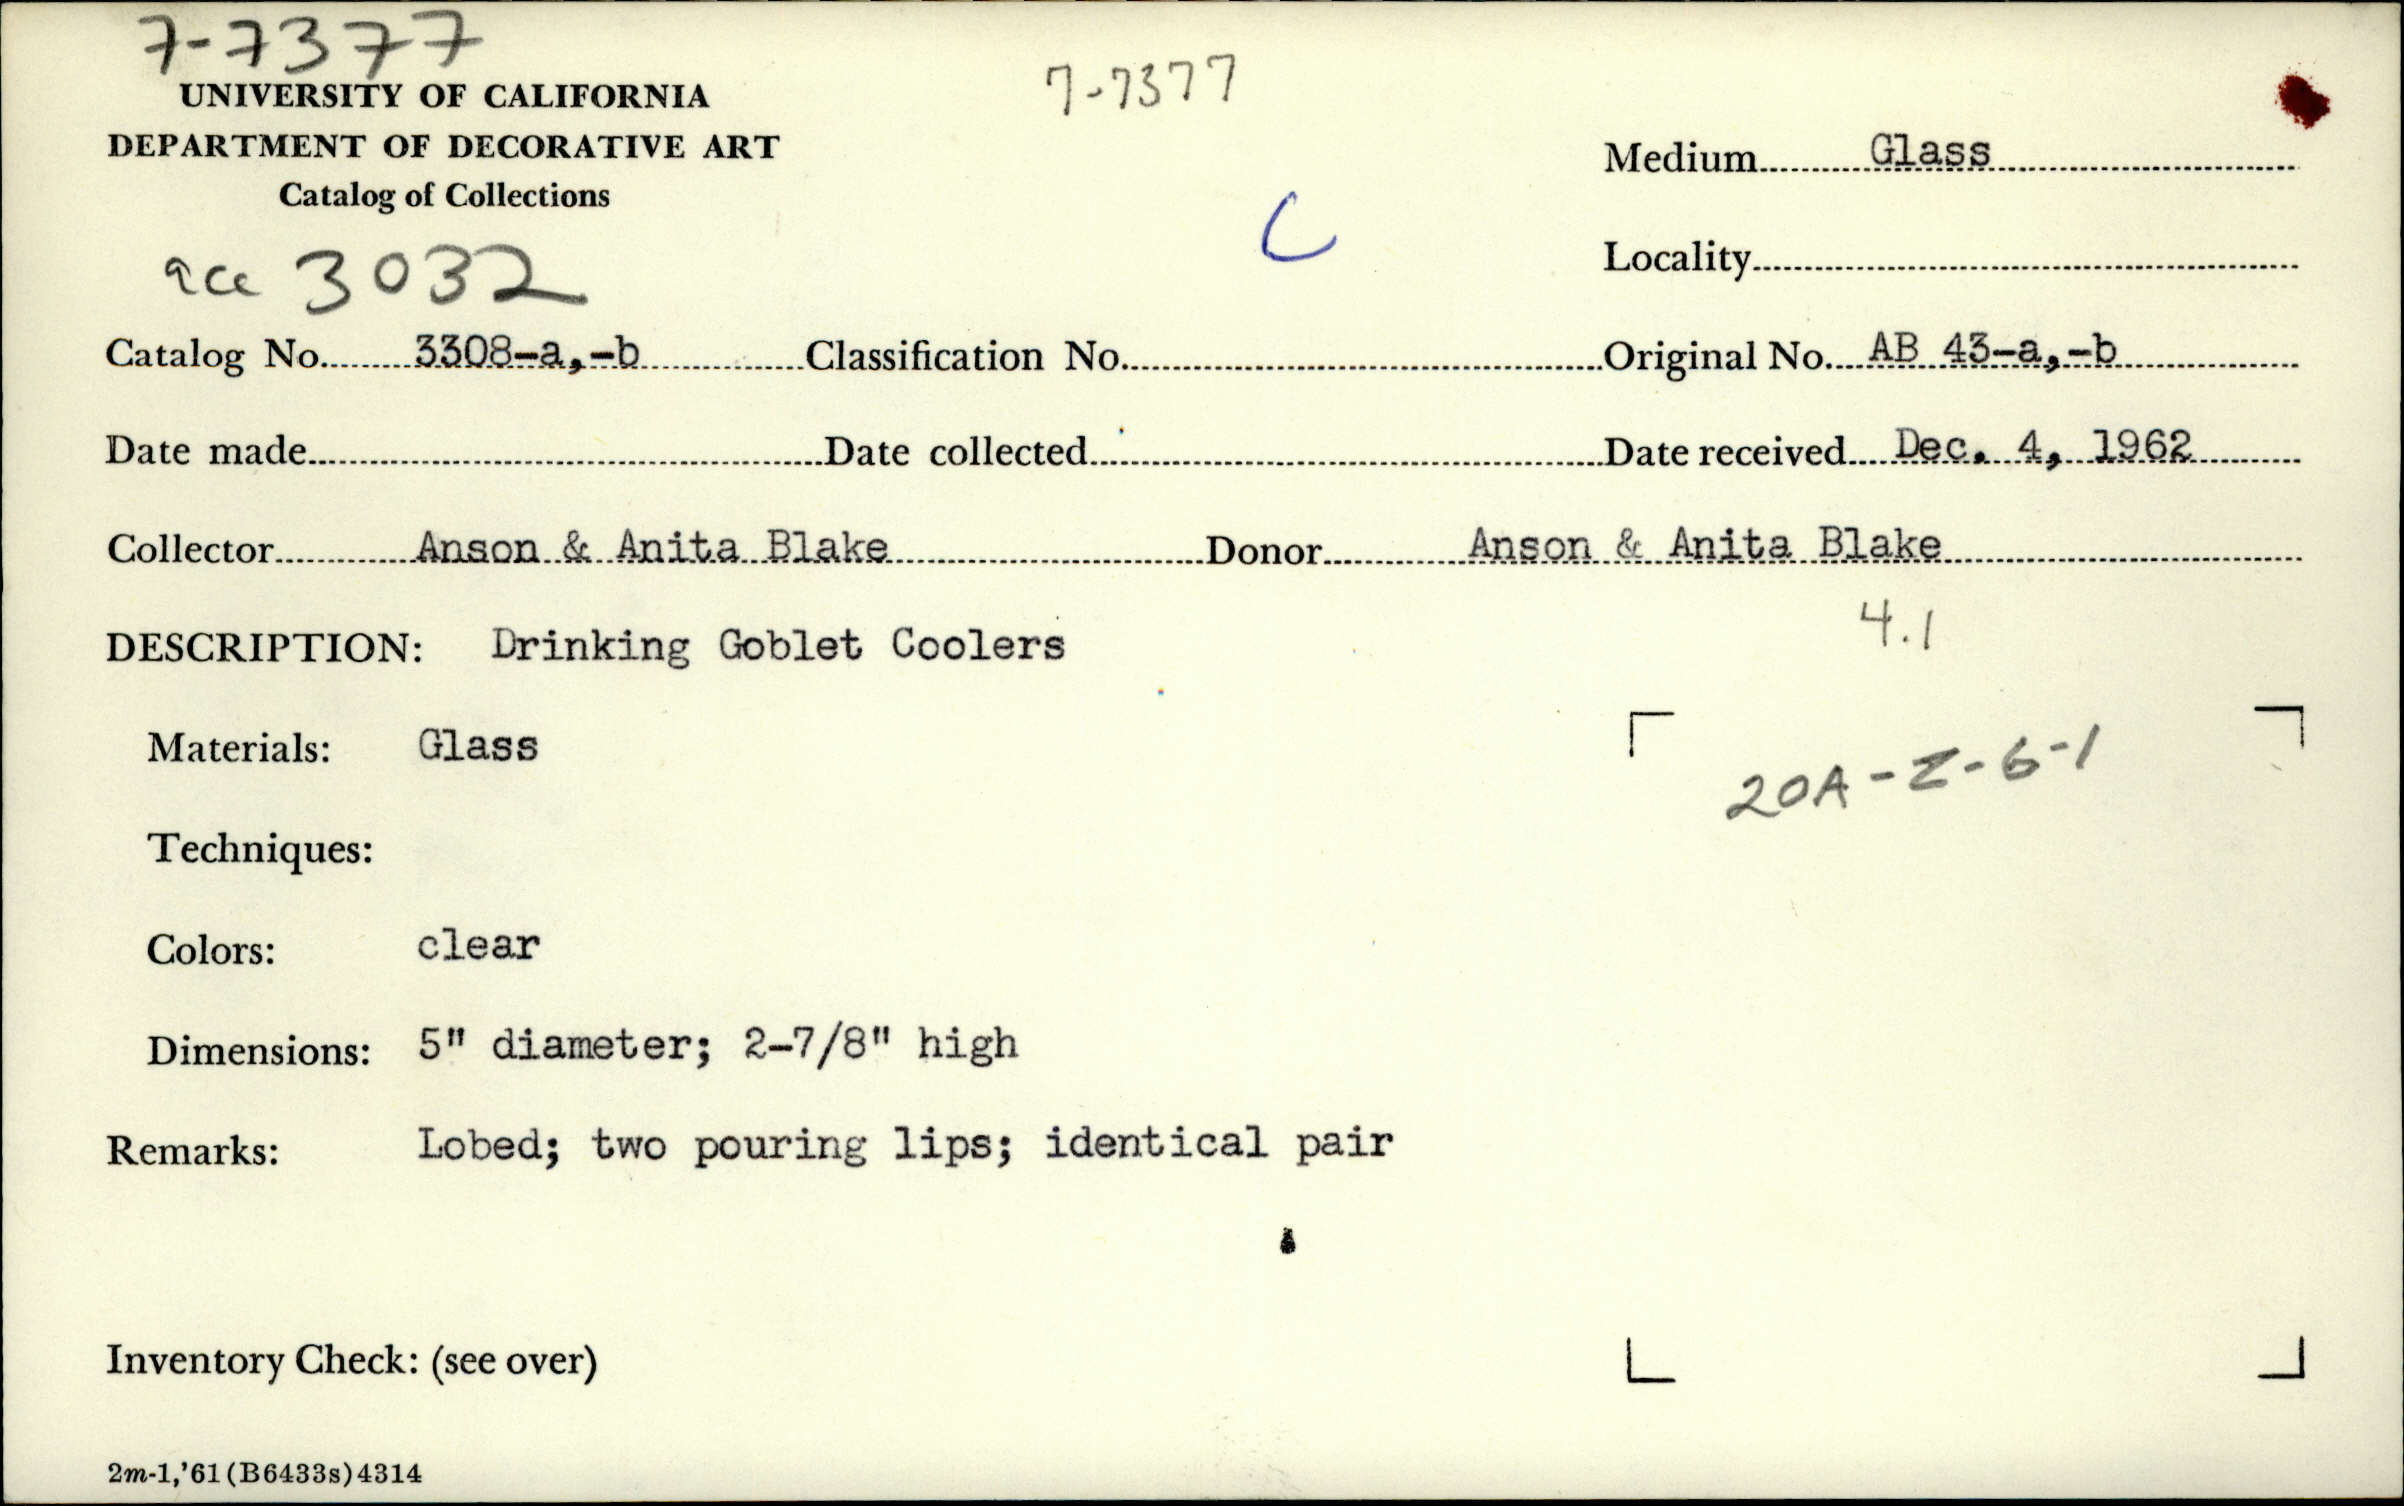 7-7377
UNIVERSITY OF CALIFORNIA
7-7377
DEPARTMENT OF DECORATIVE ART
Medium Glass
Catalog of Collections
C
Locality
acc 3032
Catalog No. 3308-a,-b Classification No. Original No. AB 43-a,-b
Date made Date collected Date received Dec. 4, 1962
Collector Anson & Anita Blake Donor Anson & Anita Blake
4.1
DESCRIPTION: Drinking Goblet Coolers
Materials: Glass
20A-Z-6-1
Techniques:
Colors: clear
Dimensions: 5" diameter; 2-7/8" high
Remarks: Lobed; two pouring lips; identical pair
Inventory Check: (see over)
2m-1,'61(B6433s)4314